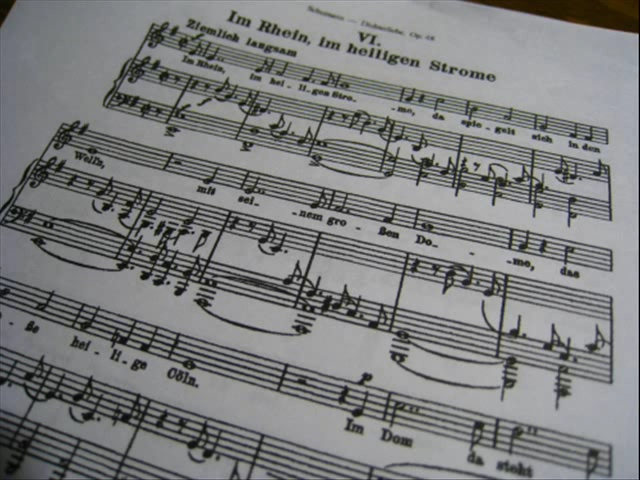 Schumann — Dichterliebe, Op. 48
VI.
Im Rhein, im heiligen Strome
Ziemlich langsam
Im Rhein, im hei - li - gen Stro - - me, da spie - gelt sich in den
Welln, mit sei - nem gro - ßen Do - - me, das
- ße hei - li - ge Cöln. p Im Dom da steht